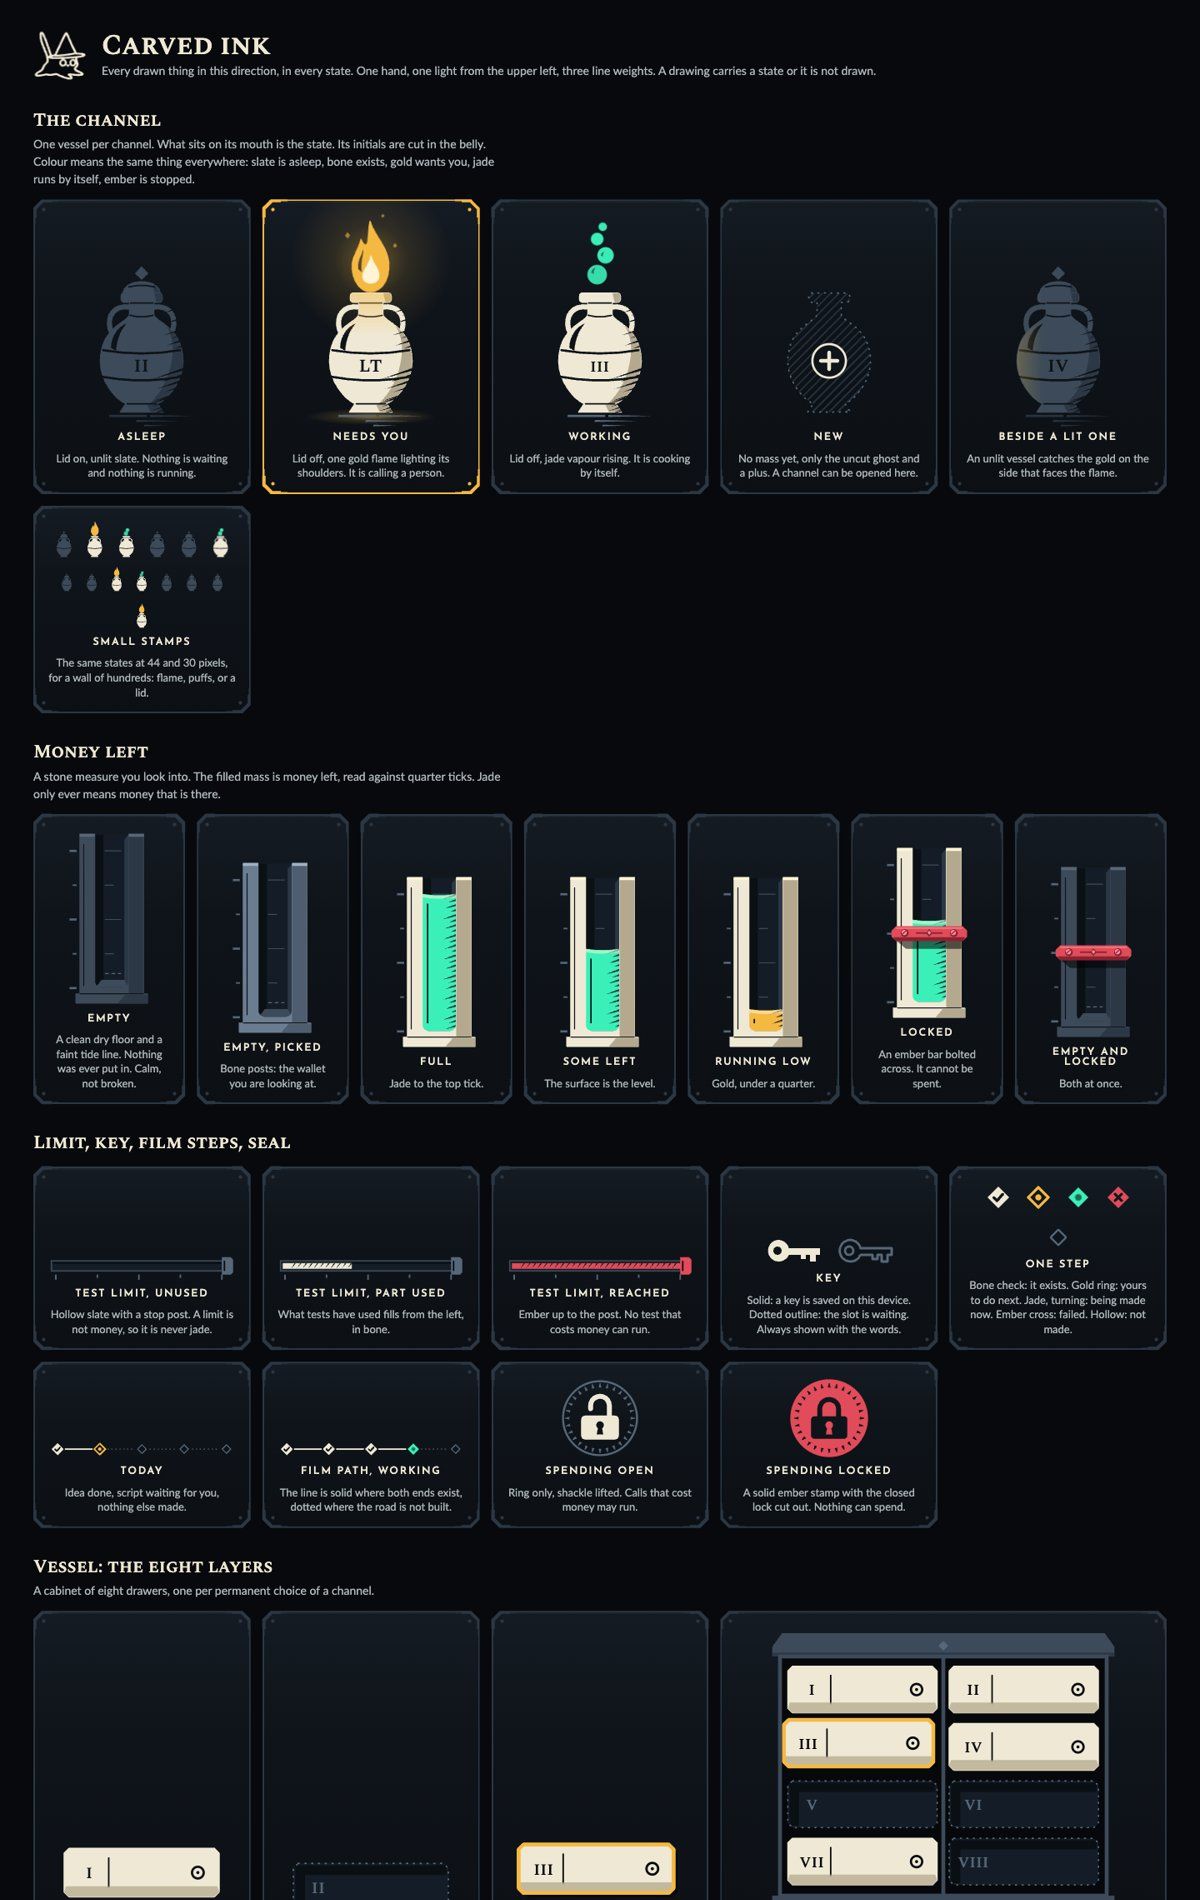 Carved ink
Every drawn thing in this direction, in every state. One hand, one light from the upper left, three line weights. A drawing carries a state or it is not drawn.
The channel
One vessel per channel. What sits on its mouth is the state. Its initials are cut in the belly.
Colour means the same thing everywhere: slate is asleep, bone exists, gold wants you, jade
runs by itself, ember is stopped.
II
ASLEEP
Lid on, unlit slate. Nothing is waiting
and nothing is running.
LT
NEEDS YOU
Lid off, one gold flame lighting its
shoulders. It is calling a person.
III
WORKING
Lid off, jade vapour rising. It is cooking
by itself.
NEW
No mass yet, only the uncut ghost and
a plus. A channel can be opened here.
IV
BESIDE A LIT ONE
An unlit vessel catches the gold on the
side that faces the flame.
SMALL STAMPS
The same states at 44 and 30 pixels,
for a wall of hundreds: flame, puffs, or a
lid.
Money left
A stone measure you look into. The filled mass is money left, read against quarter ticks. Jade
only ever means money that is there.
EMPTY
A clean dry floor and a
faint tide line. Nothing
was ever put in. Calm,
not broken.
EMPTY, PICKED
Bone posts: the wallet
you are looking at.
FULL
Jade to the top tick.
SOME LEFT
The surface is the level.
RUNNING LOW
Gold, under a quarter.
LOCKED
An ember bar bolted
across. It cannot be
spent.
EMPTY AND
LOCKED
Both at once.
Limit, key, film steps, seal
TEST LIMIT, UNUSED
Hollow slate with a stop post. A limit is
not money, so it is never jade.
TEST LIMIT, PART USED
What tests have used fills from the left,
in bone.
TEST LIMIT, REACHED
Ember up to the post. No test that
costs money can run.
KEY
Solid: a key is saved on this device.
Dotted outline: the slot is waiting.
Always shown with the words.
ONE STEP
Bone check: it exists. Gold ring: yours
to do next. Jade, turning: being made
now. Ember cross: failed. Hollow: not
made.
TODAY
Idea done, script waiting for you,
nothing else made.
FILM PATH, WORKING
The line is solid where both ends exist,
dotted where the road is not built.
SPENDING OPEN
Ring only, shackle lifted. Calls that cost
money may run.
SPENDING LOCKED
A solid ember stamp with the closed
lock cut out. Nothing can spend.
Vessel: the eight layers
A cabinet of eight drawers, one per permanent choice of a channel.
I
II
III
I
II
III
IV
V
VI
VII
VIII